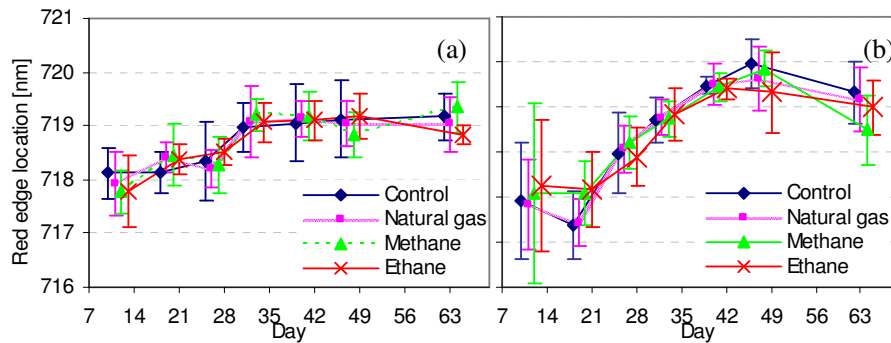 721
720
719
718
717
716
Red edge location [nm]
(a)
Control
Natural gas
Methane
Ethane
7 14 21 28 35 42 49 56 63
Day
(b)
Control
Natural gas
Methane
Ethane
7 14 21 28 35 42 49 56 63
Day